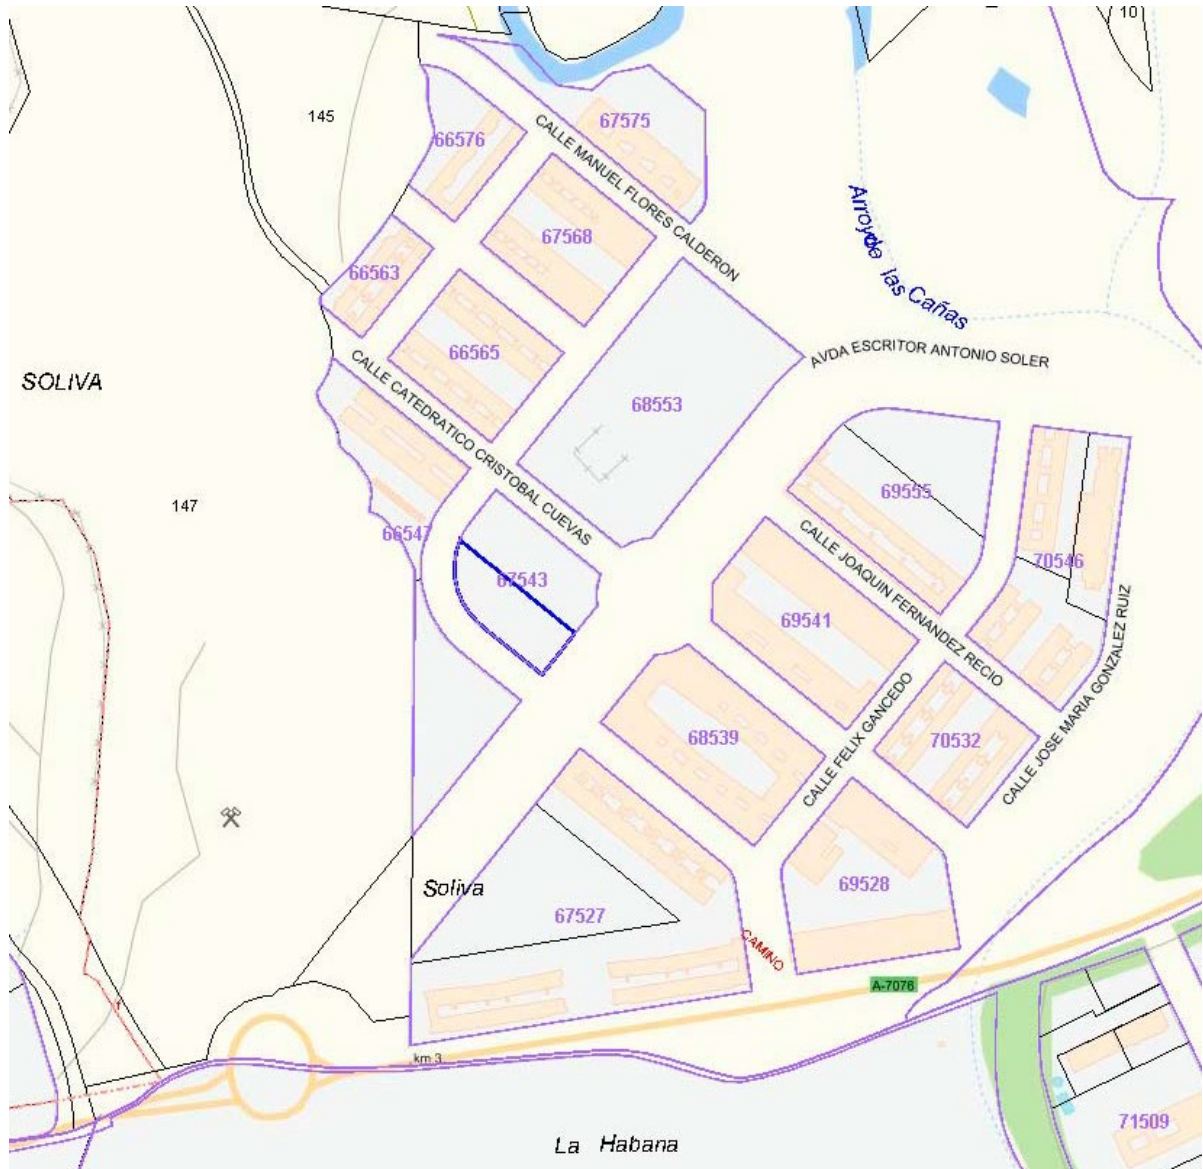 10
145
67575
66576
CALLE MANUEL FLORES CALDERON
67568
Arroyo de las Cañas
66563
66565
AVDA ESCRITOR ANTONIO SOLER
SOLIVA
CALLE CATEDRATICO CRISTOBAL CUEVAS
68553
69555
147
66547
67543
CALLE JOAQUIN FERNANDEZ RECIO
70546
69541
CALLE JOSE MARIA GONZALEZ RUIZ
CALLE FELIX GANCEDO
68539
70532
Soliva
69528
67527
CAMINO
A-7076
km 3
71509
La Habana